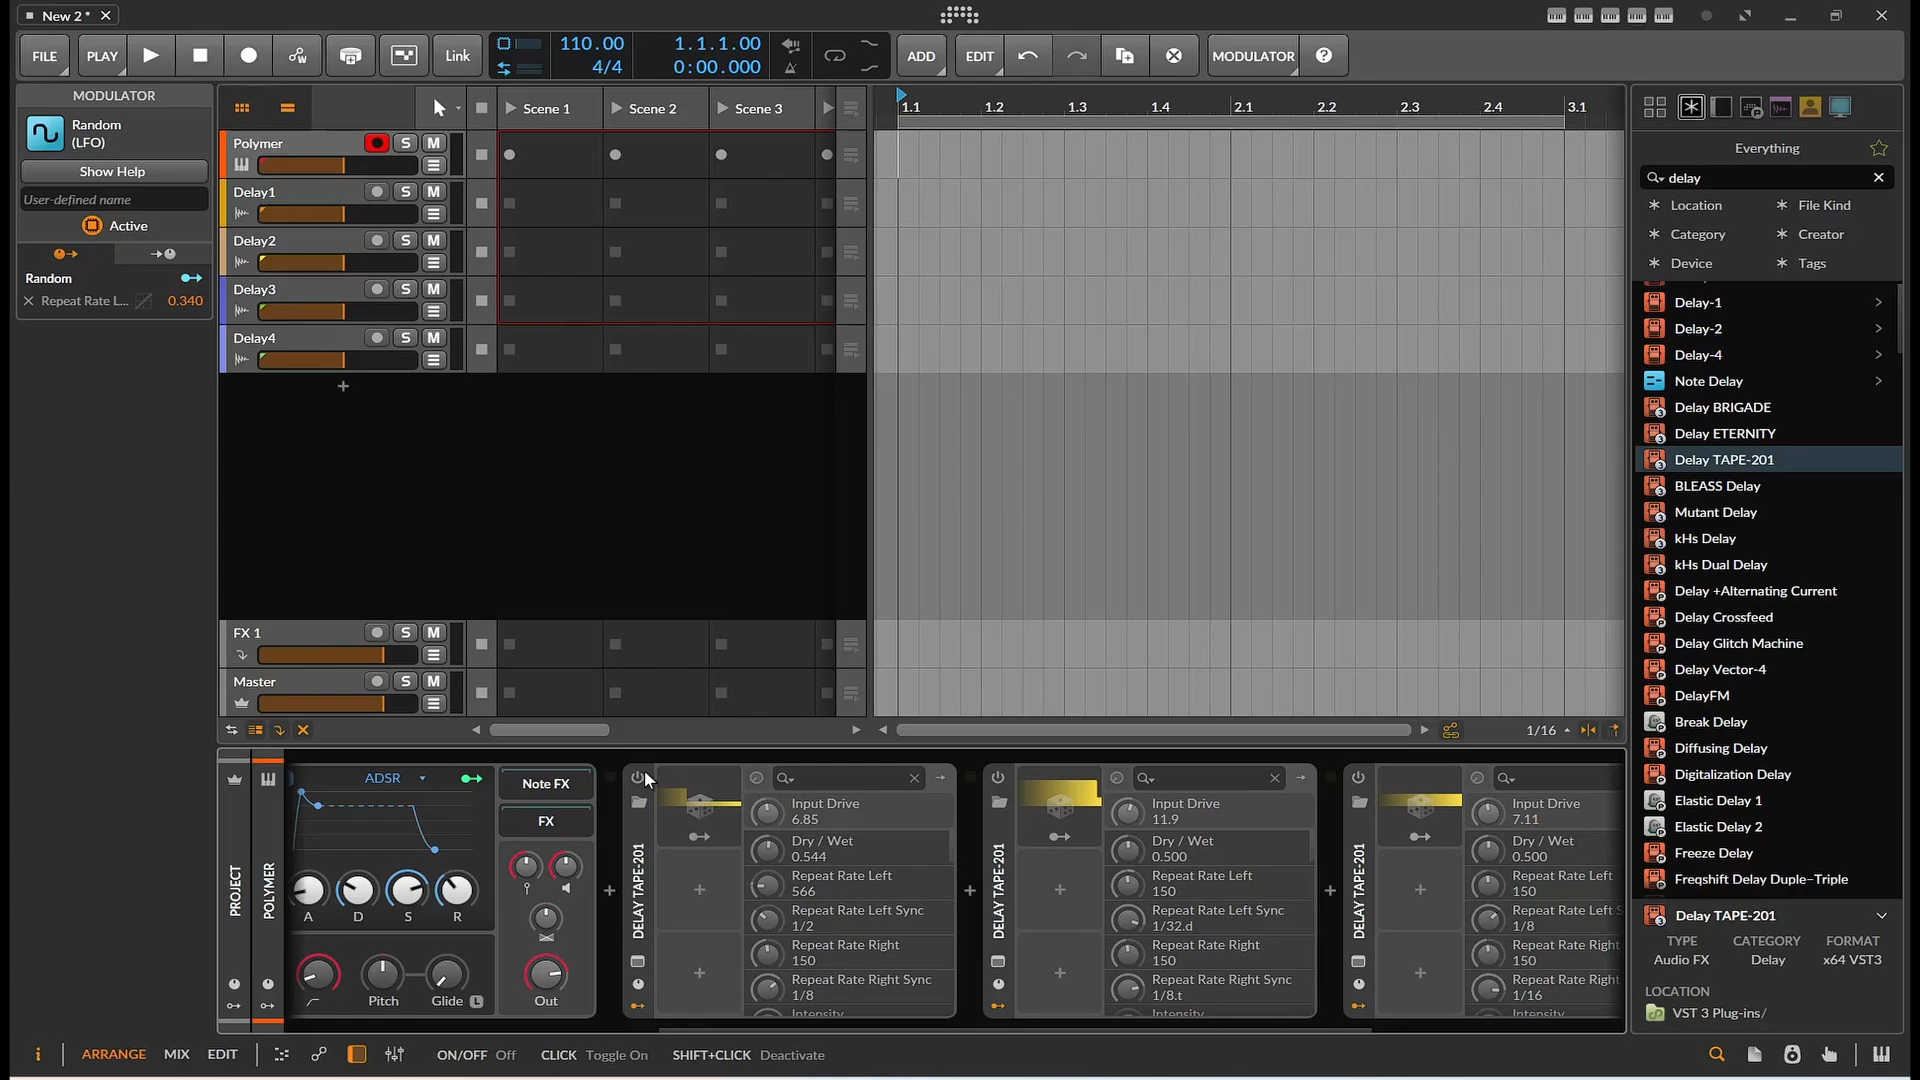 New 2 *
FILE
PLAY
Link
110.00
4/4
1.1.1.00
0:00.000
ADD
EDIT
MODULATOR
?
MODULATOR
Random
(LFO)
Show Help
User-defined name
Active
Random
Repeat Rate L... 0.340
Scene 1
Scene 2
Scene 3
Polymer
S M
Delay1
S M
Delay2
S M
Delay3
S M
Delay4
S M
FX 1
S M
Master
S M
1.1
1.2
1.3
1.4
2.1
2.2
2.3
2.4
3.1
1/16
Everything
delay
Location
File Kind
Category
Creator
Device
Tags
Delay-1
Delay-2
Delay-4
Note Delay
Delay BRIGADE
Delay ETERNITY
Delay TAPE-201
BLEASS Delay
Mutant Delay
kHs Delay
kHs Dual Delay
Delay +Alternating Current
Delay Crossfeed
Delay Glitch Machine
Delay Vector-4
DelayFM
Break Delay
Diffusing Delay
Digitalization Delay
Elastic Delay 1
Elastic Delay 2
Freeze Delay
Freqshift Delay Duple-Triple
Delay TAPE-201
TYPE
CATEGORY
FORMAT
Audio FX
Delay
x64 VST3
LOCATION
VST 3 Plug-ins/
PROJECT
POLYMER
ADSR
A
D
S
R
Pitch
Glide
L
Note FX
FX
Out
DELAY TAPE-201
Input Drive
6.85
Dry / Wet
0.544
Repeat Rate Left
566
Repeat Rate Left Sync
1/2
Repeat Rate Right
150
Repeat Rate Right Sync
1/8
Intensity
DELAY TAPE-201
Input Drive
11.9
Dry / Wet
0.500
Repeat Rate Left
150
Repeat Rate Left Sync
1/32.d
Repeat Rate Right
150
Repeat Rate Right Sync
1/8.t
Intensity
DELAY TAPE-201
Input Drive
7.11
Dry / Wet
0.500
Repeat Rate Left
150
Repeat Rate Left S
1/8
Repeat Rate Right
150
Repeat Rate Right
1/16
Intensity
i
ARRANGE
MIX
EDIT
ON/OFF Off
CLICK Toggle On
SHIFT+CLICK Deactivate